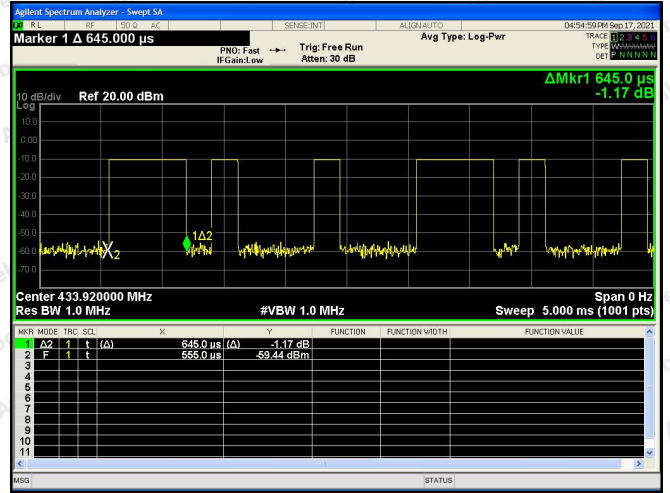 Agilent Spectrum Analyzer - Swept SA
RL RF 50 Ω AC SENSE:INT ALIGN AUTO 04:54:59 PM Sep 17, 2021
Marker 1 Δ 645.000 µs
PNO: Fast
IFGain:Low
Trig: Free Run
Atten: 30 dB
Avg Type: Log-Pwr
TRACE 1 2 3 4 5 6
TYPE W
DET P N N N N N
ΔMkr1 645.0 µs
-1.17 dB
10 dB/div Ref 20.00 dBm
Log
10.0
0.00
-10.0
-20.0
-30.0
-40.0
-50.0
-60.0
-70.0
1Δ2
X2
Center 433.920000 MHz Span 0 Hz
Res BW 1.0 MHz #VBW 1.0 MHz Sweep 5.000 ms (1001 pts)
MKR MODE TRC SCL X Y FUNCTION FUNCTION WIDTH FUNCTION VALUE
1 Δ2 1 t (Δ) 645.0 µs (Δ) -1.17 dB
2 F 1 t 555.0 µs -59.44 dBm
3
4
5
6
7
8
9
10
11
MSG STATUS